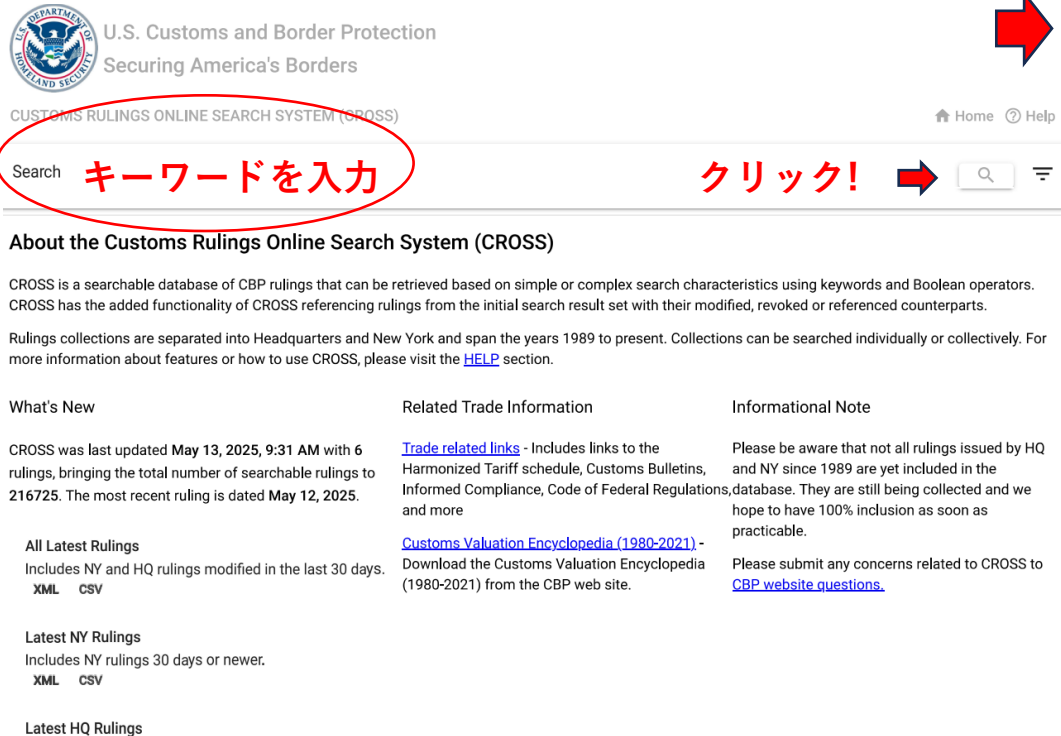 U.S. Customs and Border Protection
Securing America's Borders
CUSTOMS RULINGS ONLINE SEARCH SYSTEM (CROSS)
Home Help
Search キーワードを入力 クリック!
About the Customs Rulings Online Search System (CROSS)
CROSS is a searchable database of CBP rulings that can be retrieved based on simple or complex search characteristics using keywords and Boolean operators.
CROSS has the added functionality of CROSS referencing rulings from the initial search result set with their modified, revoked or referenced counterparts.
Rulings collections are separated into Headquarters and New York and span the years 1989 to present. Collections can be searched individually or collectively. For
more information about features or how to use CROSS, please visit the HELP section.
What's New
CROSS was last updated May 13, 2025, 9:31 AM with 6
rulings, bringing the total number of searchable rulings to
216725. The most recent ruling is dated May 12, 2025.
All Latest Rulings
Includes NY and HQ rulings modified in the last 30 days.
XML CSV
Latest NY Rulings
Includes NY rulings 30 days or newer.
XML CSV
Latest HQ Rulings
Related Trade Information
Trade related links - Includes links to the
Harmonized Tariff schedule, Customs Bulletins,
Informed Compliance, Code of Federal Regulations,
and more
Customs Valuation Encyclopedia (1980-2021) -
Download the Customs Valuation Encyclopedia
(1980-2021) from the CBP web site.
Informational Note
Please be aware that not all rulings issued by HQ
and NY since 1989 are yet included in the
database. They are still being collected and we
hope to have 100% inclusion as soon as
practicable.
Please submit any concerns related to CROSS to
CBP website questions.